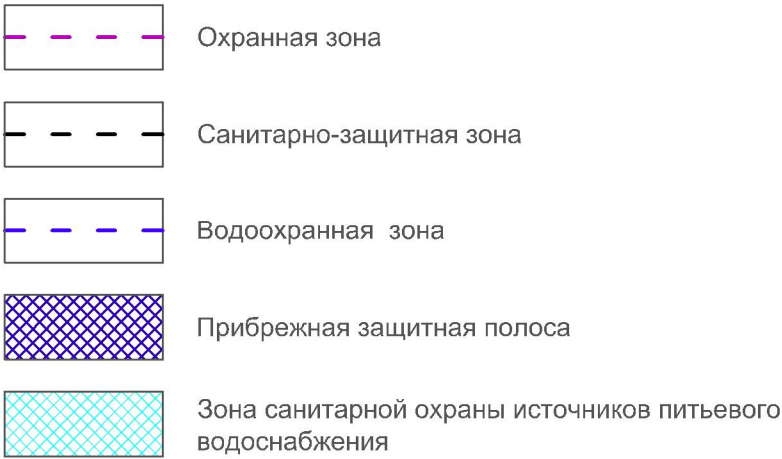 Охранная зона
Санитарно-защитная зона
Водоохранная зона
Прибрежная защитная полоса
Зона санитарной охраны источников питьевого
водоснабжения